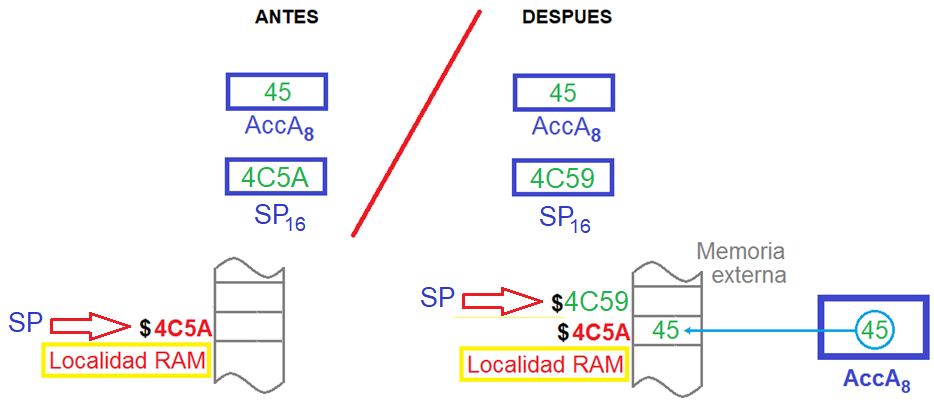 ANTES
DESPUES
45
AccA8
4C5A
SP16
45
AccA8
4C59
SP16
Memoria
externa
SP
$4C5A
Localidad RAM
SP
$4C59
$4C5A
45
Localidad RAM
45
AccA8